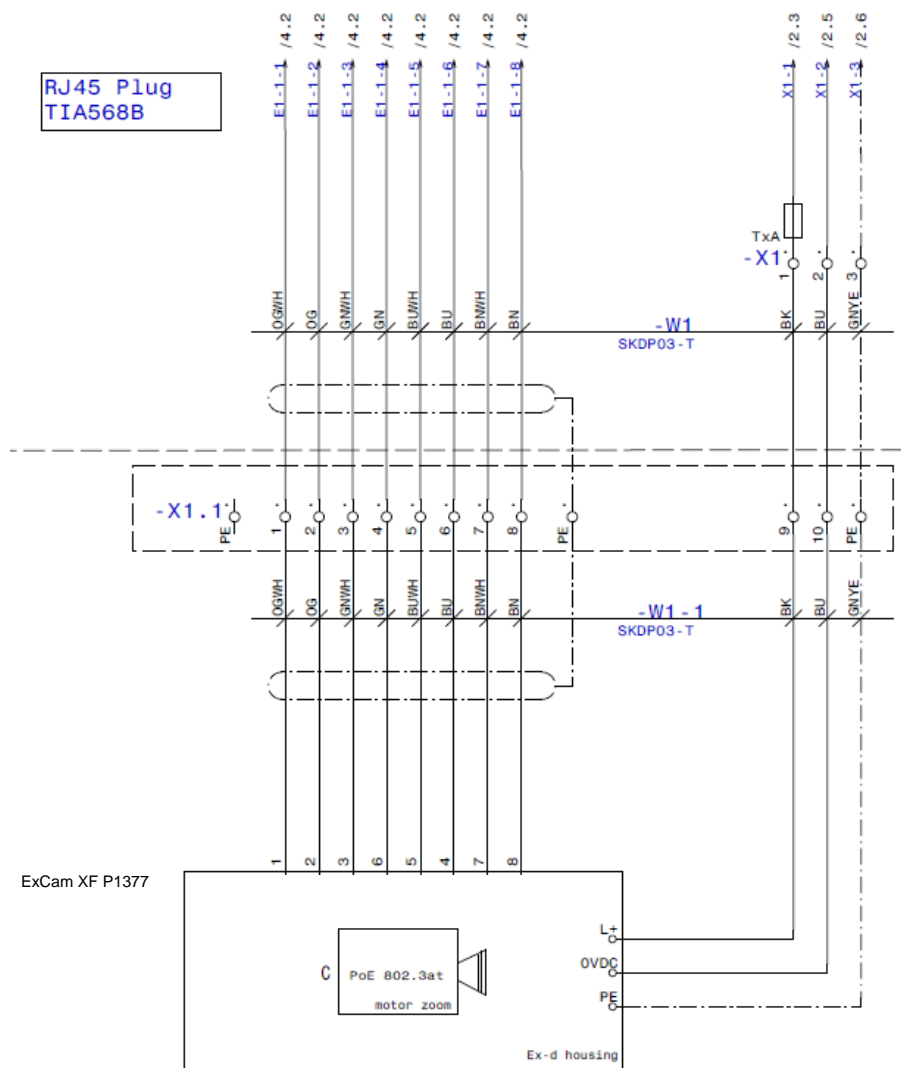 /4.2 /4.2 /4.2 /4.2 /4.2 /4.2 /4.2 /4.2 /2.3 /2.5 /2.6
E1-1-1 E1-1-2 E1-1-3 E1-1-4 E1-1-5 E1-1-6 E1-1-7 E1-1-8 X1-1 X1-2 X1-3
RJ45 Plug
TIA568B
TxA
-X1
1 2 3
OGWH OG GNWH GN BUWH BU BNWH BN -W1 BK BU GNYE
SKDP03-T
-X1.1
PE 1 2 3 4 5 6 7 8 PE 9 10 PE
OGWH OG GNWH GN BUWH BU BNWH BN -W1-1 BK BU GNYE
SKDP03-T
1 2 3 6 5 4 7 8
ExCam XF P1377
L+
0VDC
PE
C PoE 802.3at
motor zoom
Ex-d housing